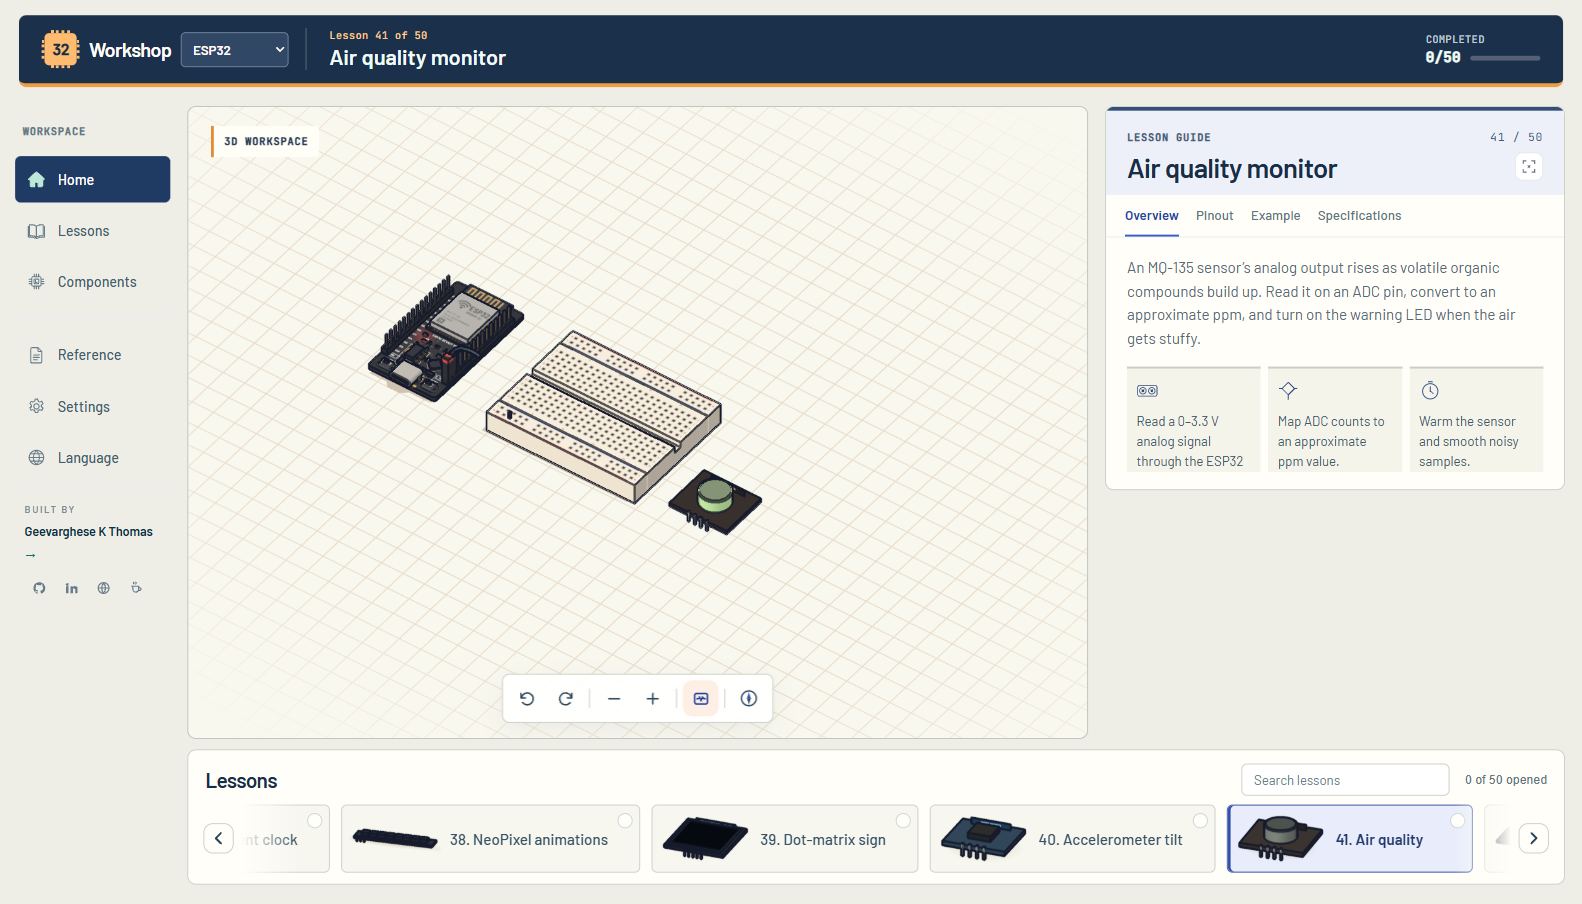 32 Workshop
ESP32
Lesson 41 of 50
Air quality monitor
COMPLETED
0/50
WORKSPACE
Home
Lessons
Components
Reference
Settings
Language
BUILT BY
Geevarghese K Thomas
→
3D WORKSPACE
ESP32
LESSON GUIDE
41 / 50
Air quality monitor
Overview
Pinout
Example
Specifications
An MQ-135 sensor's analog output rises as volatile organic
compounds build up. Read it on an ADC pin, convert to an
approximate ppm, and turn on the warning LED when the air
gets stuffy.
Read a 0–3.3 V
analog signal
through the ESP32
Map ADC counts to
an approximate
ppm value.
Warm the sensor
and smooth noisy
samples.
Lessons
Search lessons
0 of 50 opened
nt clock
38. NeoPixel animations
39. Dot-matrix sign
40. Accelerometer tilt
41. Air quality